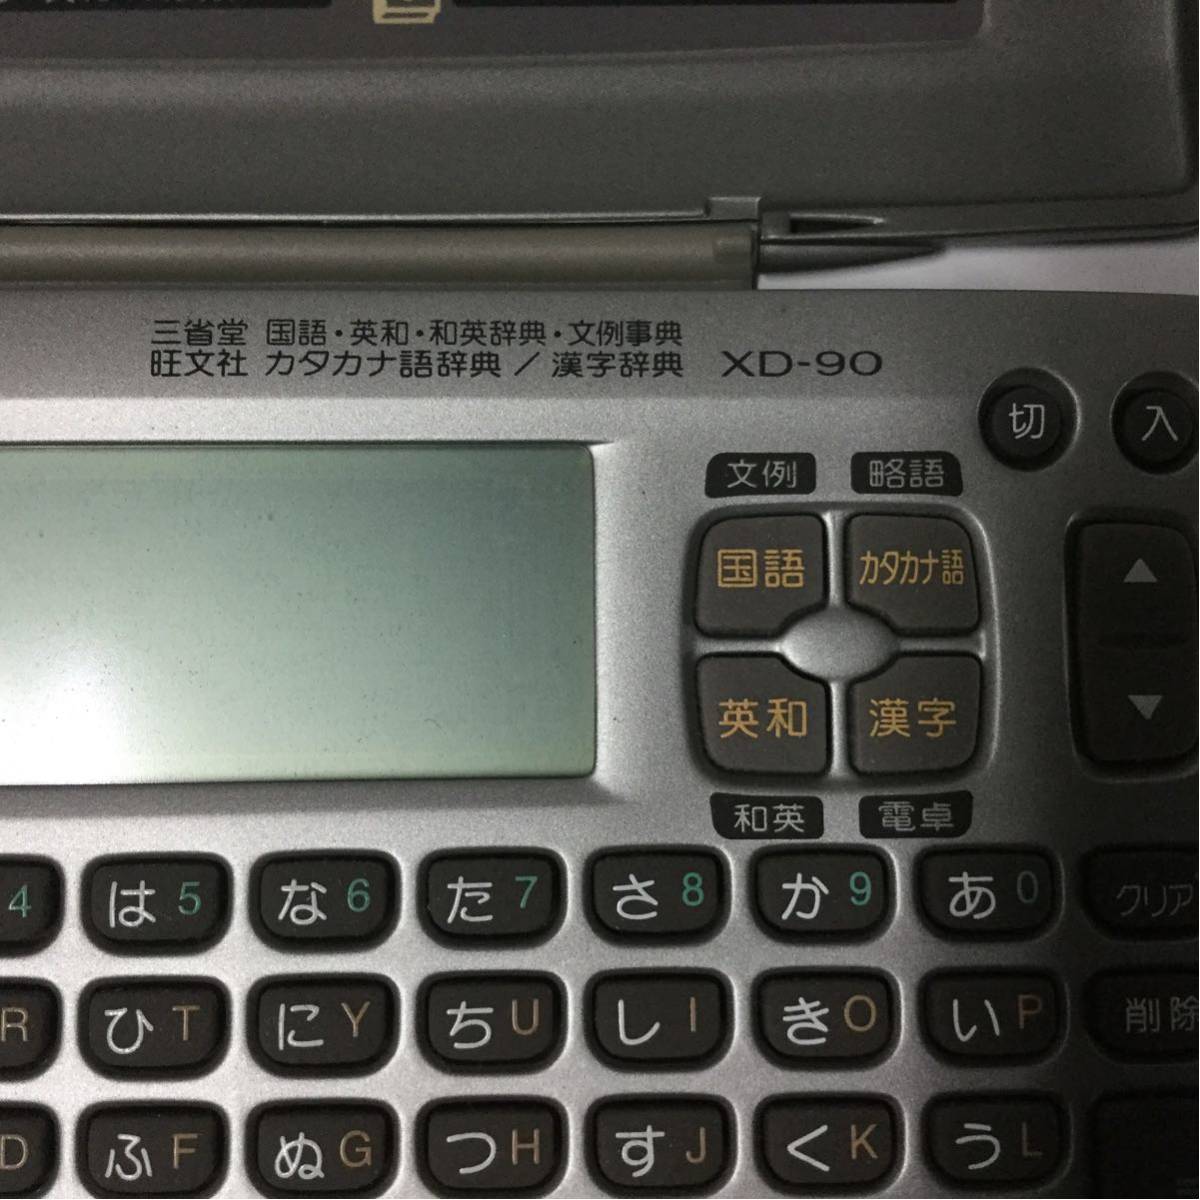 三省堂 国語・英和・和英辞典・文例事典
旺文社 カタカナ語辞典 / 漢字辞典 XD-90
切 入
文例 略語
国語 カタカナ語
▲
英和 漢字
▼
和英 電卓
4 は 5 な 6 た 7 さ 8 か 9 あ 0 クリア
R ひ T に Y ち U し I き O い P 削除
D ふ F ぬ G つ H す J く K う L